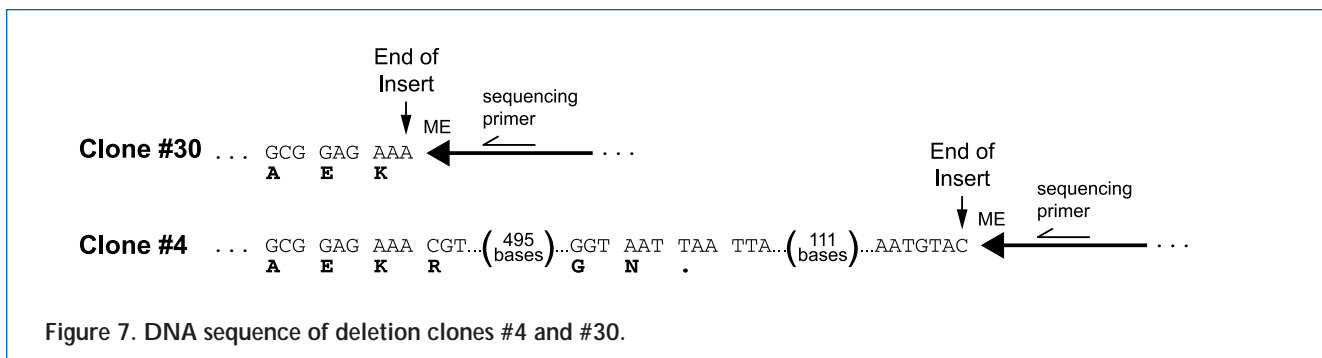 End of
Insert
sequencing
primer
ME
Clone #30 ... GCG GAG AAA ...
A E K
End of
Insert
sequencing
primer
ME
Clone #4 ... GCG GAG AAA CGT...(495 bases)...GGT AAT TAA TTA...(111 bases)...AATGTAC ...
A E K R G N .
Figure 7. DNA sequence of deletion clones #4 and #30.